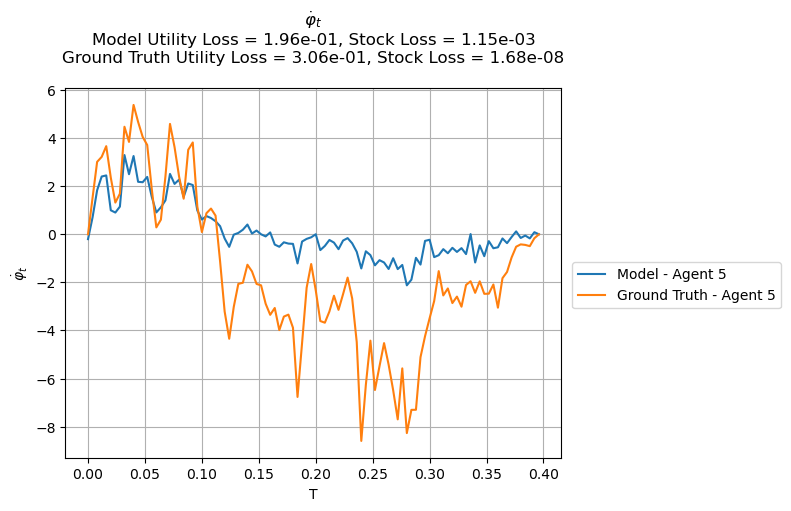 φ̇ₜ
Model Utility Loss = 1.96e-01, Stock Loss = 1.15e-03
Ground Truth Utility Loss = 3.06e-01, Stock Loss = 1.68e-08
6
4
2
0
−2
−4
−6
−8
φ̇ₜ
0.00 0.05 0.10 0.15 0.20 0.25 0.30 0.35 0.40
T
Model - Agent 5
Ground Truth - Agent 5